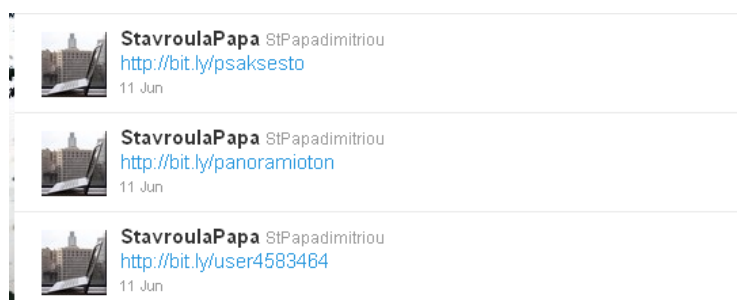 StavroulaPapa StPapadimitriou
http://bit.ly/psaksesto
11 Jun
StavroulaPapa StPapadimitriou
http://bit.ly/panoramioton
11 Jun
StavroulaPapa StPapadimitriou
http://bit.ly/user4583464
11 Jun